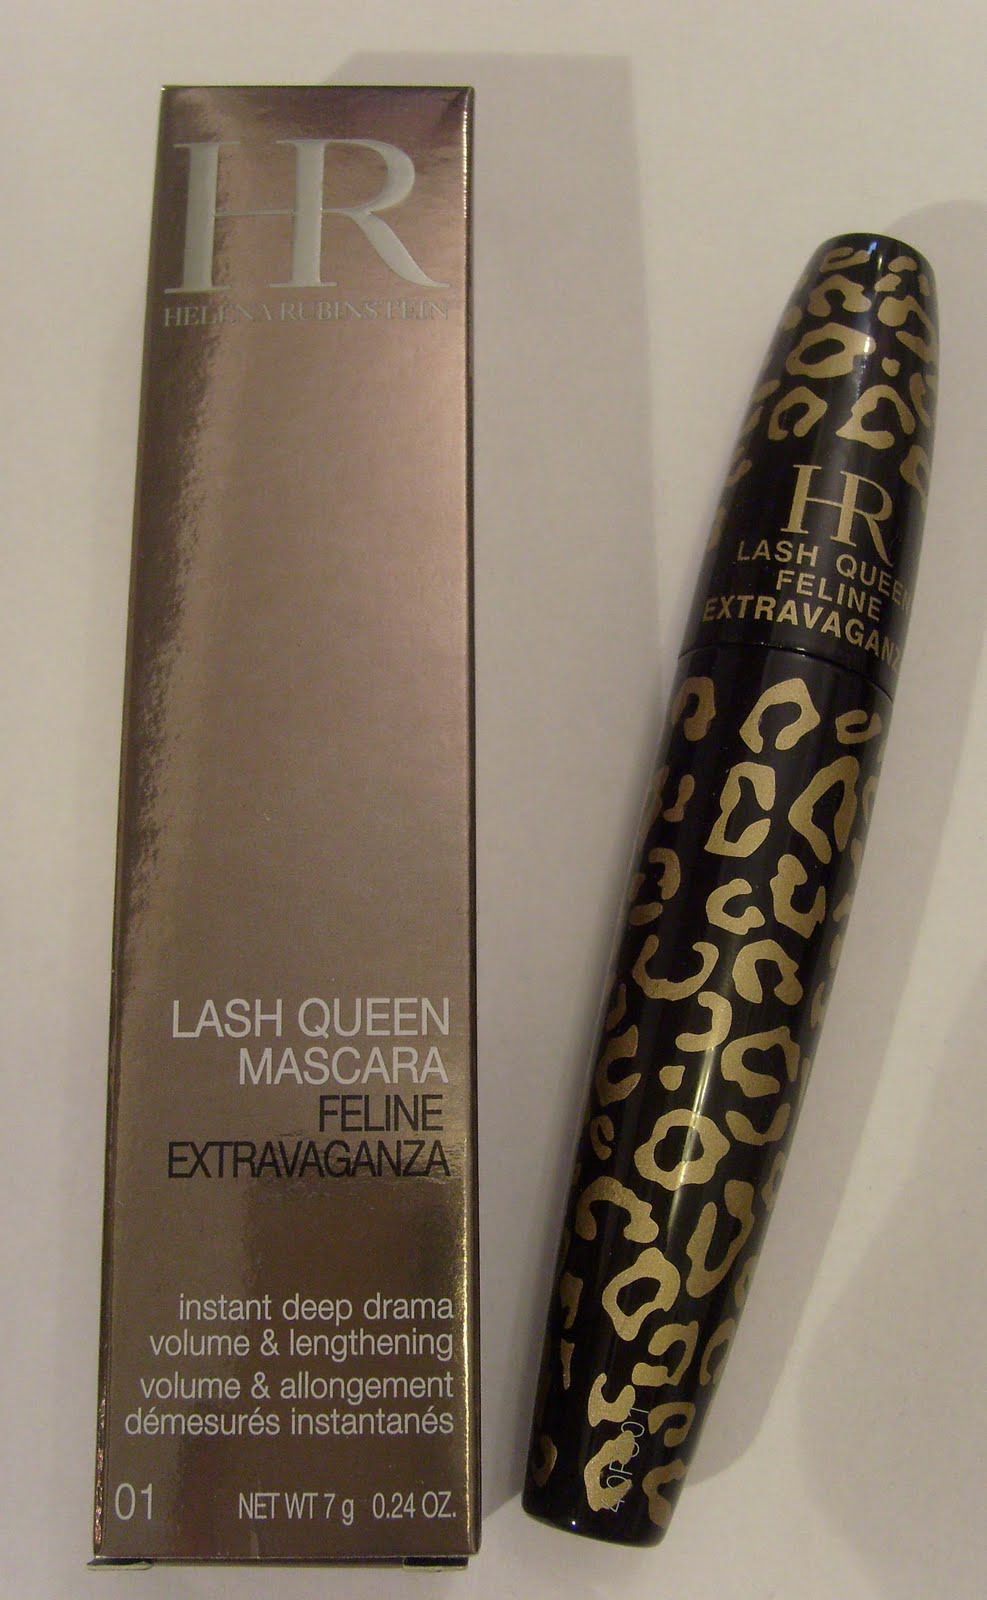 HR
HELENA RUBINSTEIN
LASH QUEEN
MASCARA
FELINE
EXTRAVAGANZA
instant deep drama
volume & lengthening
volume & allongement
démesurés instantanés
01 NET WT 7 g 0.24 OZ.
HR
LASH QUEEN
FELINE
EXTRAVAGANZA